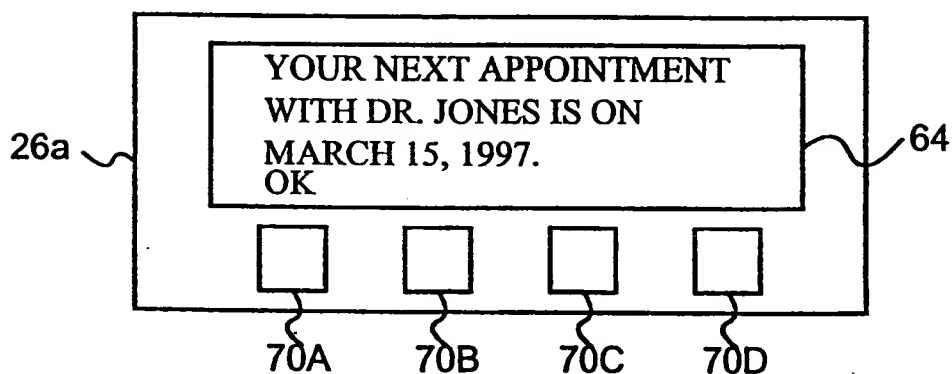 YOUR NEXT APPOINTMENT
WITH DR. JONES IS ON
MARCH 15, 1997.
OK
26a
64
70A 70B 70C 70D